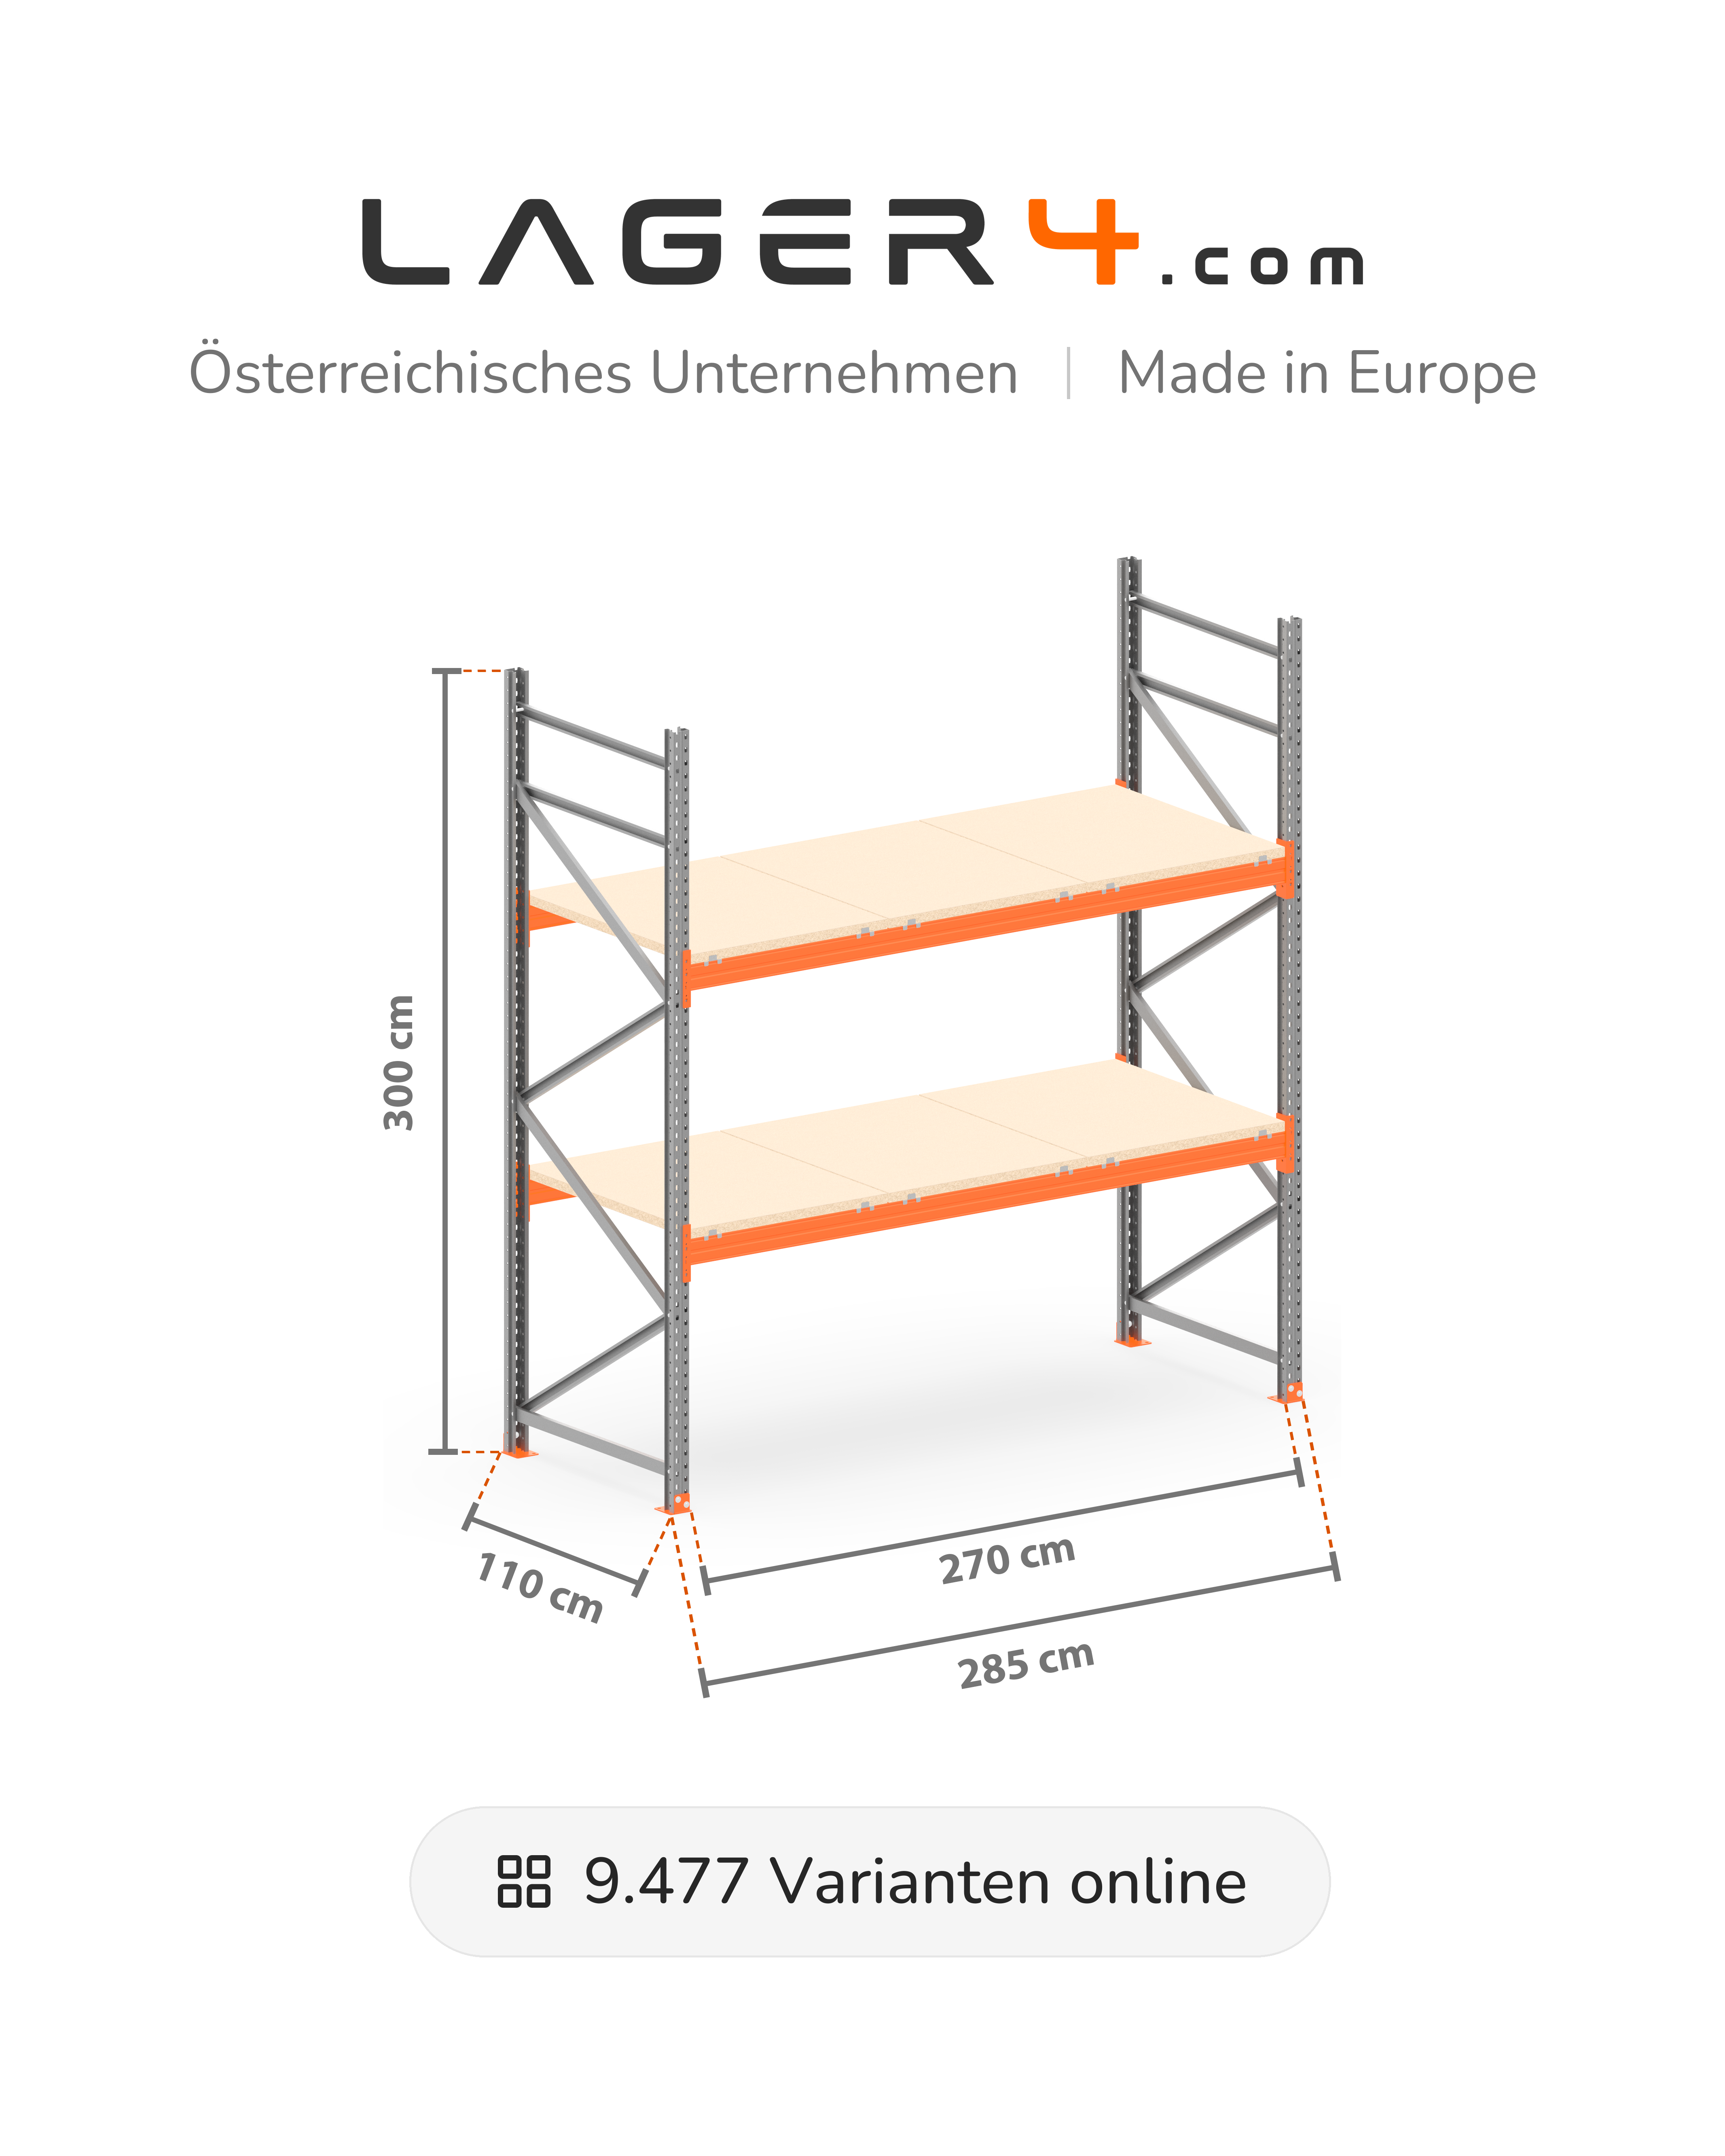 LAGER4.com
Österreichisches Unternehmen | Made in Europe
300 cm
110 cm
270 cm
285 cm
9.477 Varianten online